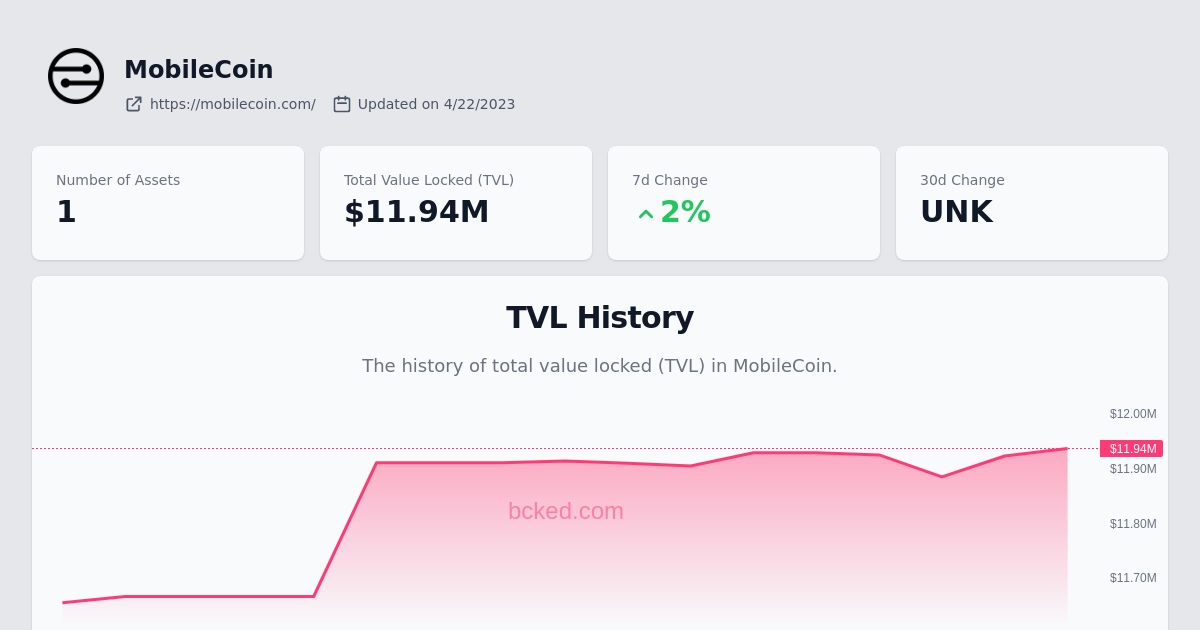 MobileCoin
https://mobilecoin.com/ Updated on 4/22/2023
Number of Assets
1
Total Value Locked (TVL)
$11.94M
7d Change
2%
30d Change
UNK
TVL History
The history of total value locked (TVL) in MobileCoin.
$12.00M
$11.94M
$11.90M
bcked.com
$11.80M
$11.70M